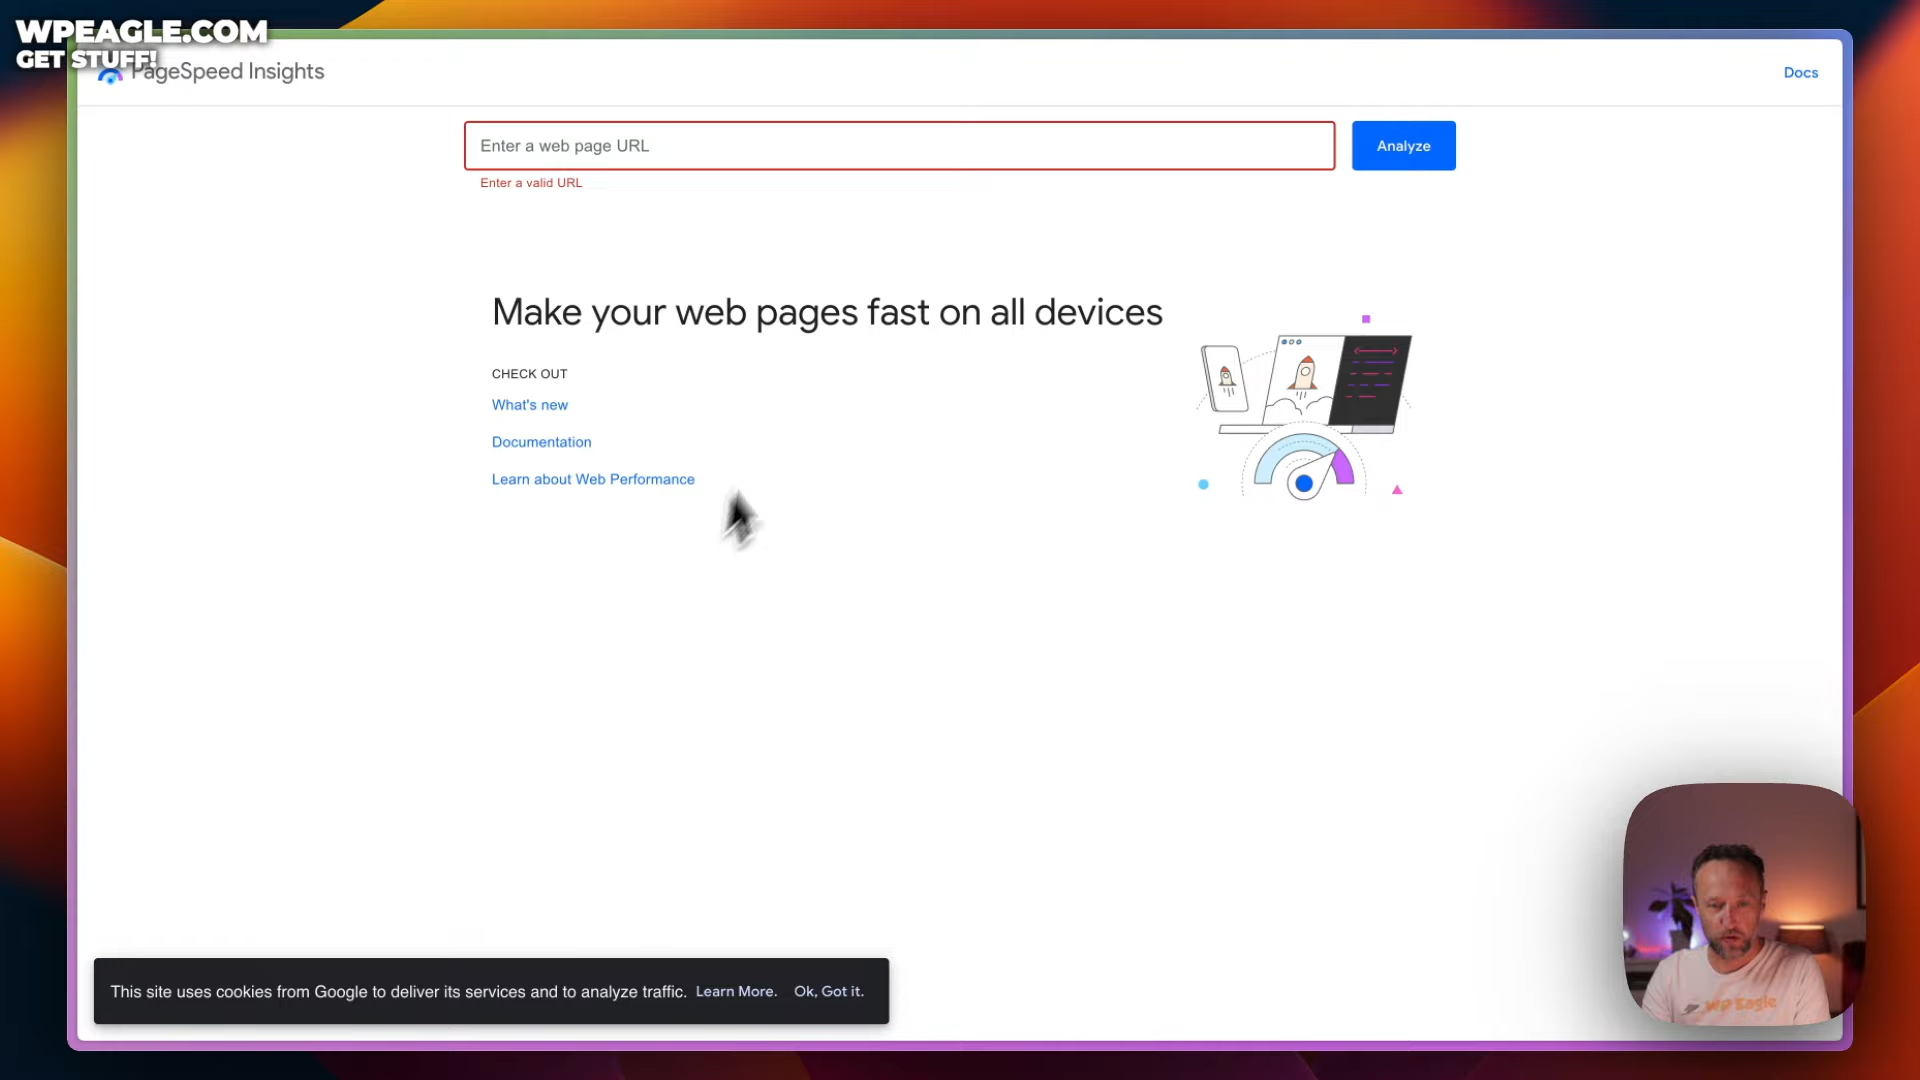 WPEAGLE.COM
GET STUFF!
PageSpeed Insights
Docs
Enter a web page URL
Analyze
Enter a valid URL
Make your web pages fast on all devices
CHECK OUT
What's new
Documentation
Learn about Web Performance
This site uses cookies from Google to deliver its services and to analyze traffic. Learn More. Ok, Got it.
WP Eagle